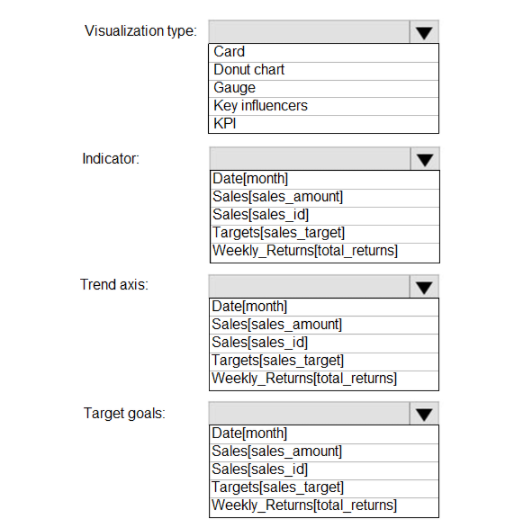 Visualization type:
Card
Donut chart
Gauge
Key influencers
KPI
Indicator:
Date[month]
Sales[sales_amount]
Sales[sales_id]
Targets[sales_target]
Weekly_Returns[total_returns]
Trend axis:
Date[month]
Sales[sales_amount]
Sales[sales_id]
Targets[sales_target]
Weekly_Returns[total_returns]
Target goals:
Date[month]
Sales[sales_amount]
Sales[sales_id]
Targets[sales_target]
Weekly_Returns[total_returns]